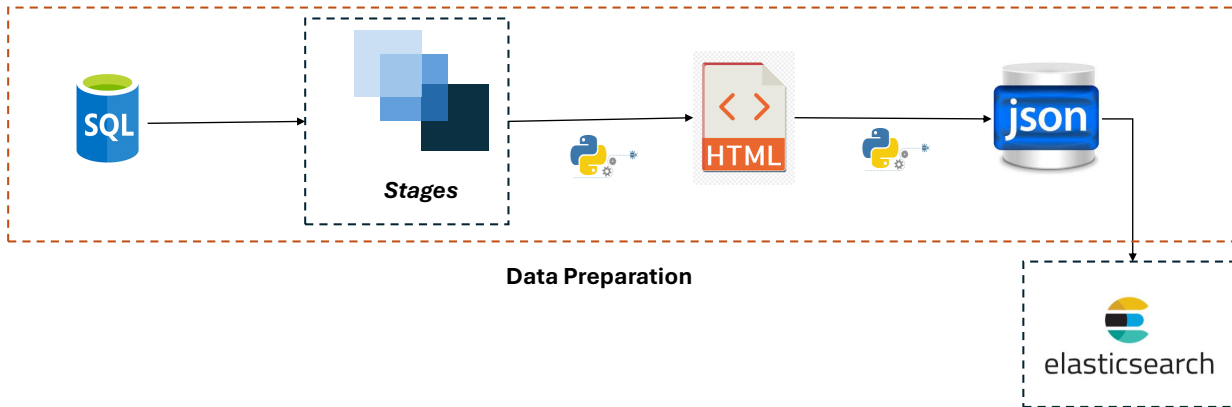 SQL
Stages
HTML
json
Data Preparation
elasticsearch